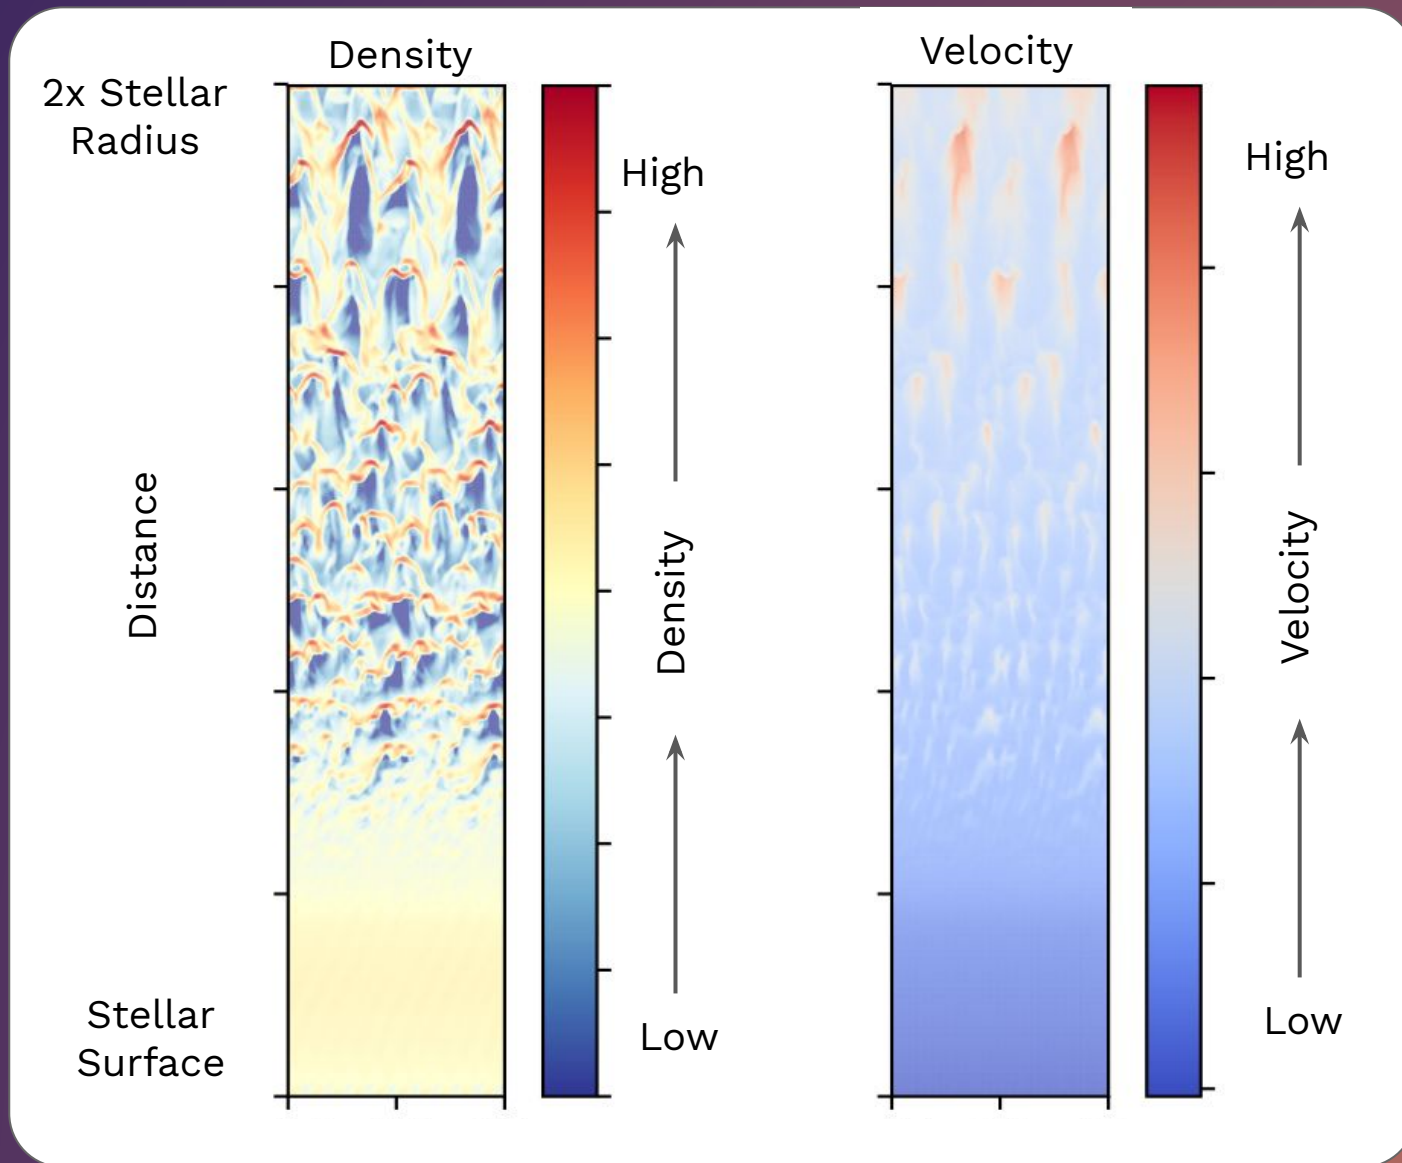 Density
Velocity
2x Stellar
Radius
High
High
Distance
Density
Velocity
Stellar
Surface
Low
Low